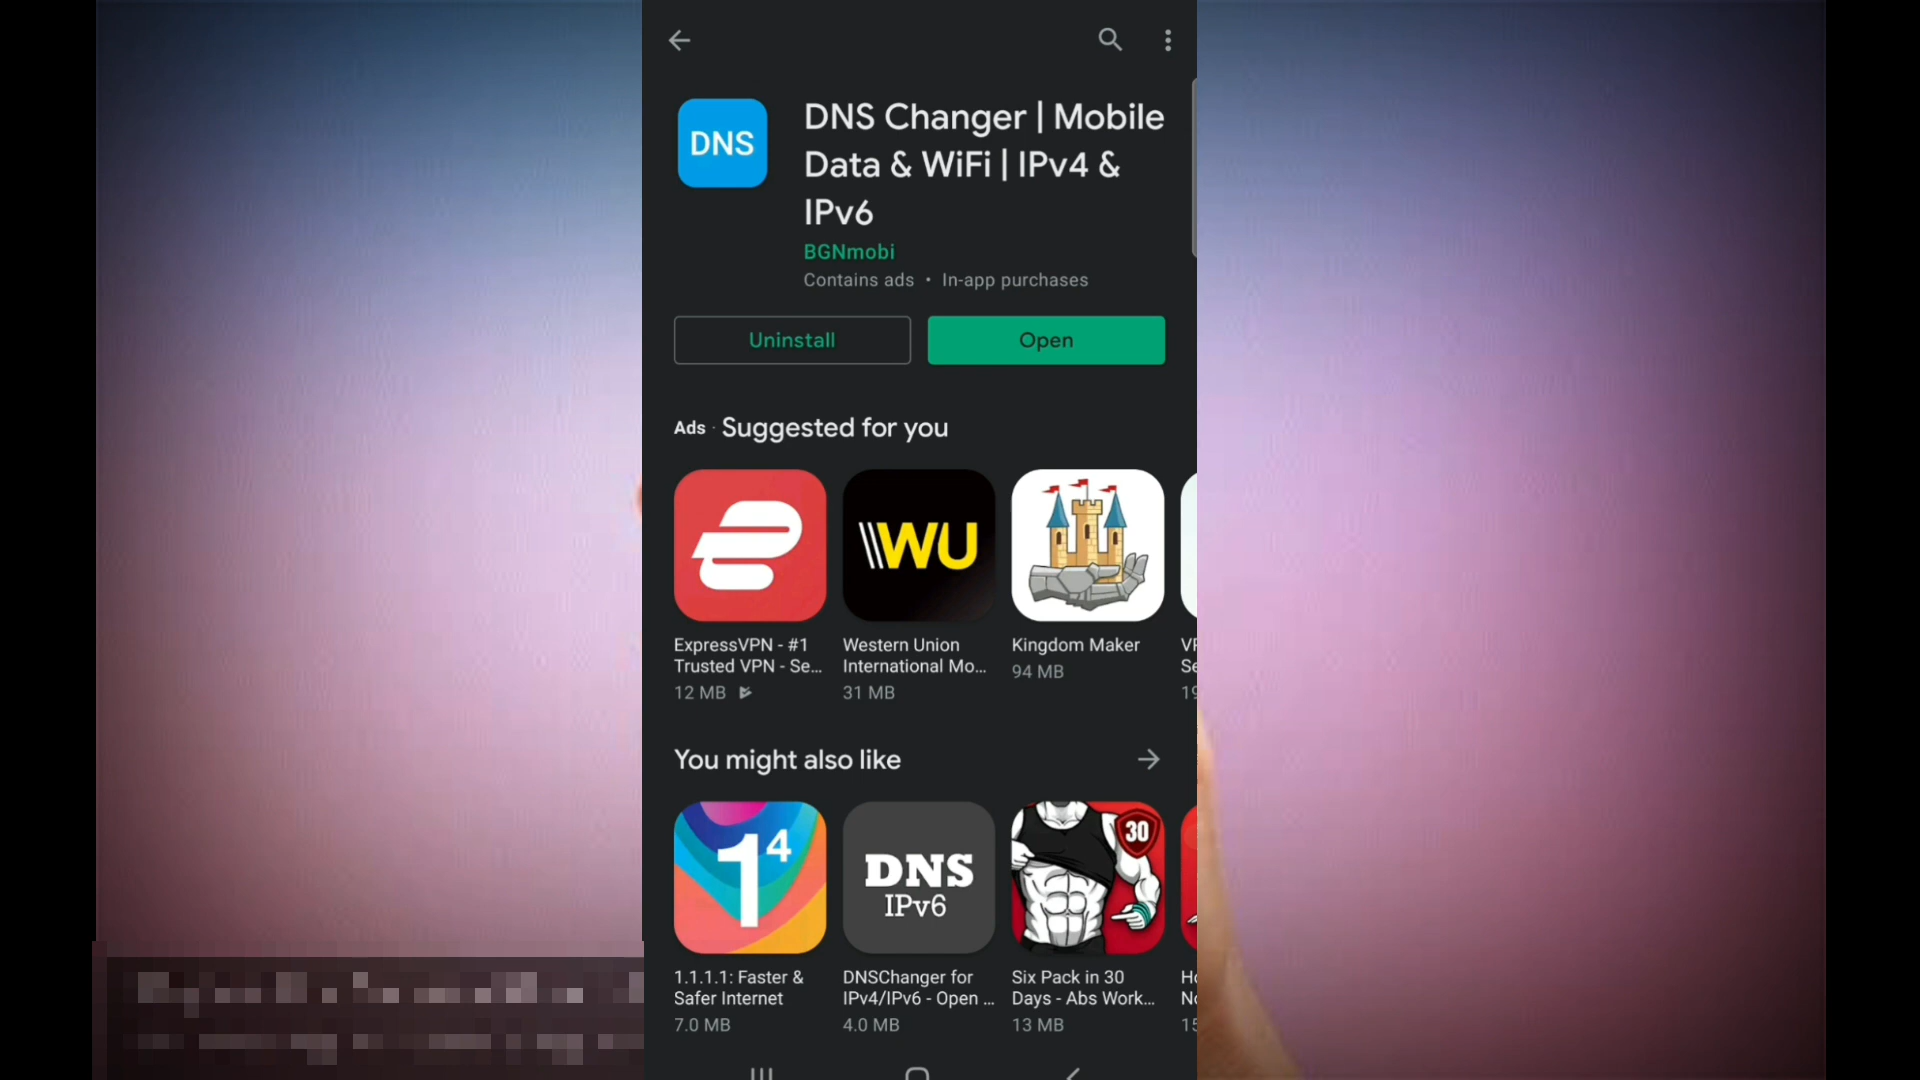 DNS
DNS Changer | Mobile
Data & WiFi | IPv4 &
IPv6
BGNmobi
Contains ads • In-app purchases
Uninstall
Open
Ads · Suggested for you
WU
ExpressVPN - #1
Trusted VPN - Se...
12 MB
Western Union
International Mo...
31 MB
Kingdom Maker
94 MB
Se
19
You might also like
1⁴
DNS
IPv6
30
1.1.1.1: Faster &
Safer Internet
7.0 MB
DNSChanger for
IPv4/IPv6 - Open ...
4.0 MB
Six Pack in 30
Days - Abs Work...
13 MB
15